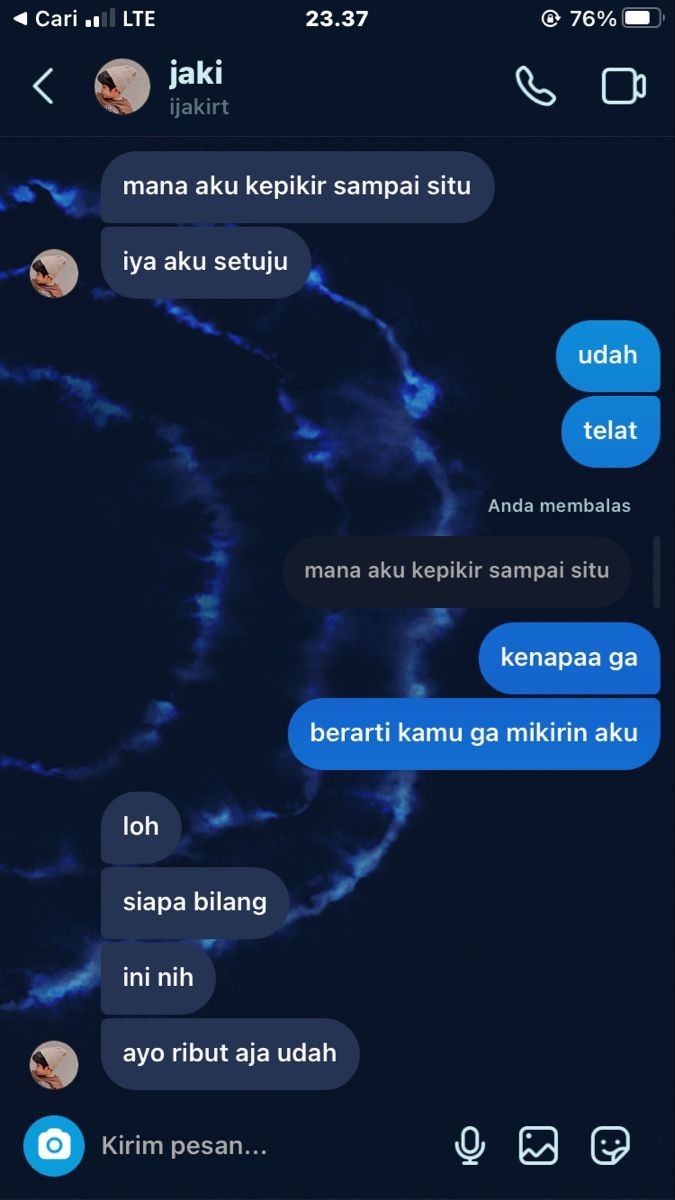 Cari LTE 23.37 76%
jaki
ijakirt
mana aku kepikir sampai situ
iya aku setuju
udah
telat
Anda membalas
mana aku kepikir sampai situ
kenapaa ga
berarti kamu ga mikirin aku
loh
siapa bilang
ini nih
ayo ribut aja udah
Kirim pesan...